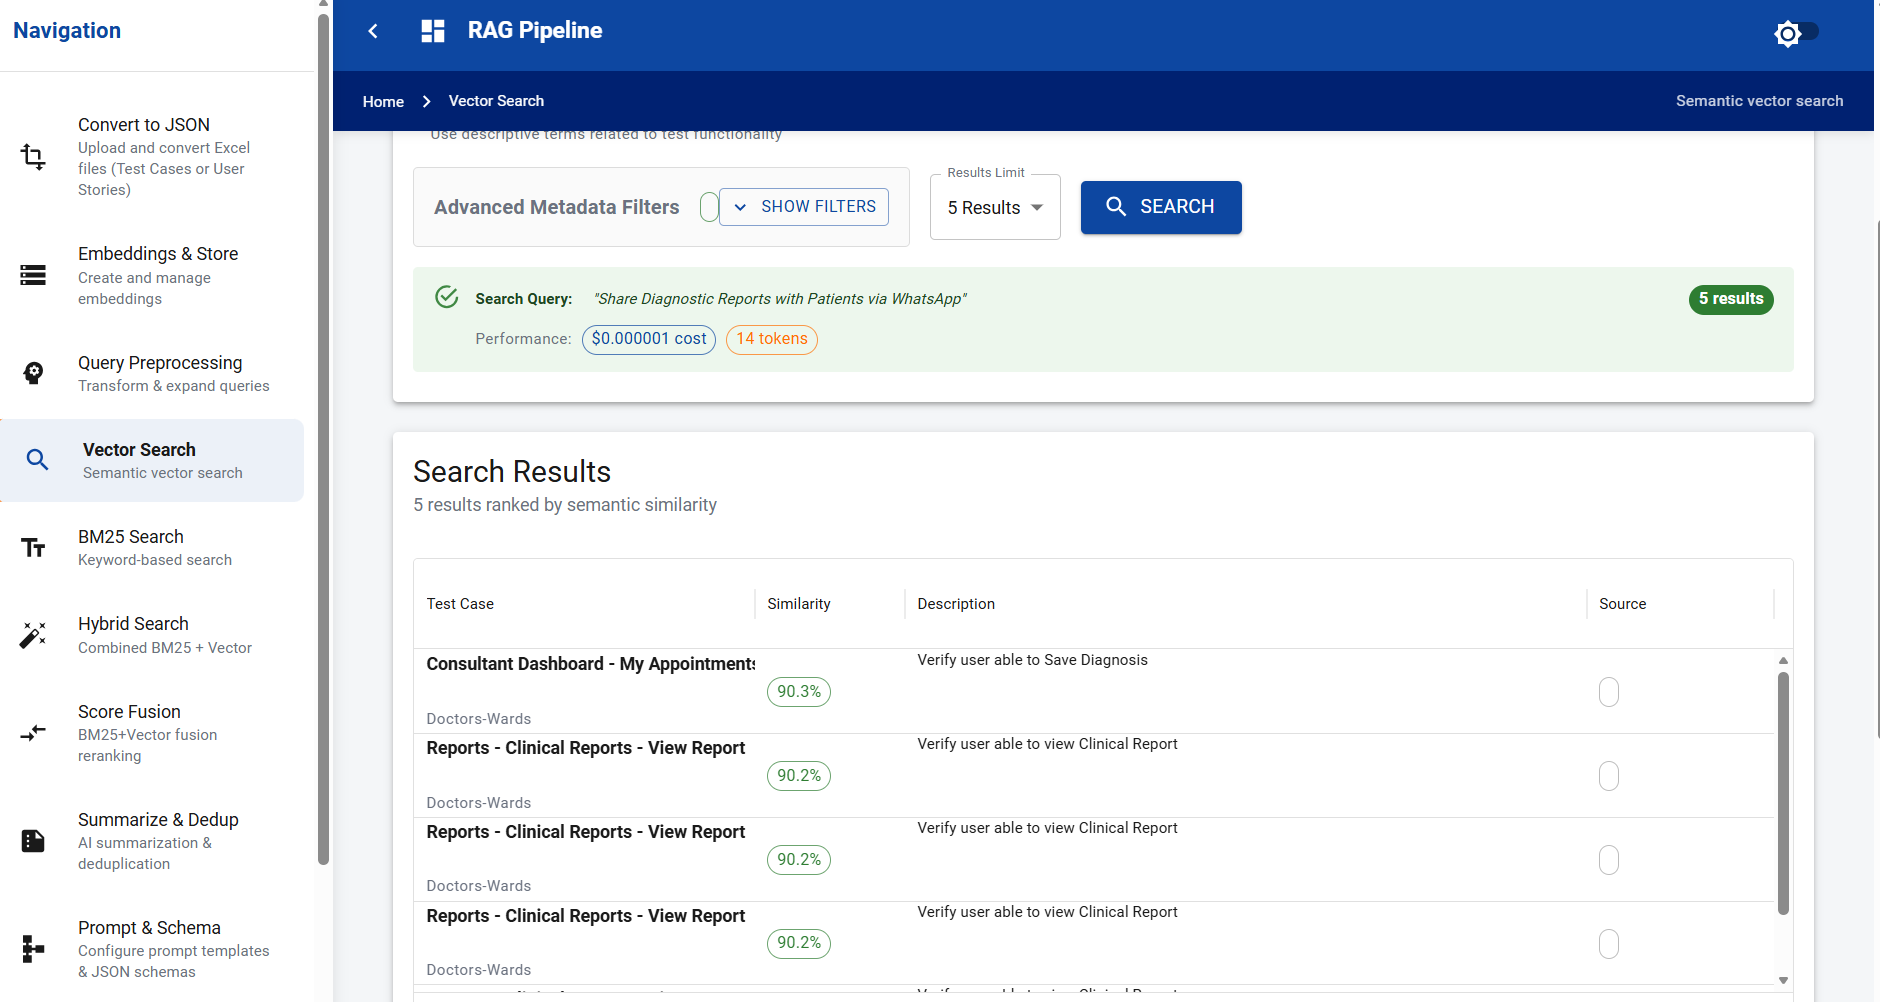 Navigation
Convert to JSON
Upload and convert Excel
files (Test Cases or User
Stories)
Embeddings & Store
Create and manage
embeddings
Query Preprocessing
Transform & expand queries
Vector Search
Semantic vector search
BM25 Search
Keyword-based search
Hybrid Search
Combined BM25 + Vector
Score Fusion
BM25+Vector fusion
reranking
Summarize & Dedup
AI summarization &
deduplication
Prompt & Schema
Configure prompt templates
& JSON schemas
RAG Pipeline
Home
Vector Search
Semantic vector search
Use descriptive terms related to test functionality
Advanced Metadata Filters
SHOW FILTERS
Results Limit
5 Results
SEARCH
Search Query: "Share Diagnostic Reports with Patients via WhatsApp"
5 results
Performance: $0.000001 cost 14 tokens
Search Results
5 results ranked by semantic similarity
Test Case Similarity Description Source
Consultant Dashboard - My Appointments
Verify user able to Save Diagnosis
90.3%
Doctors-Wards
Reports - Clinical Reports - View Report
Verify user able to view Clinical Report
90.2%
Doctors-Wards
Reports - Clinical Reports - View Report
Verify user able to view Clinical Report
90.2%
Doctors-Wards
Reports - Clinical Reports - View Report
Verify user able to view Clinical Report
90.2%
Doctors-Wards